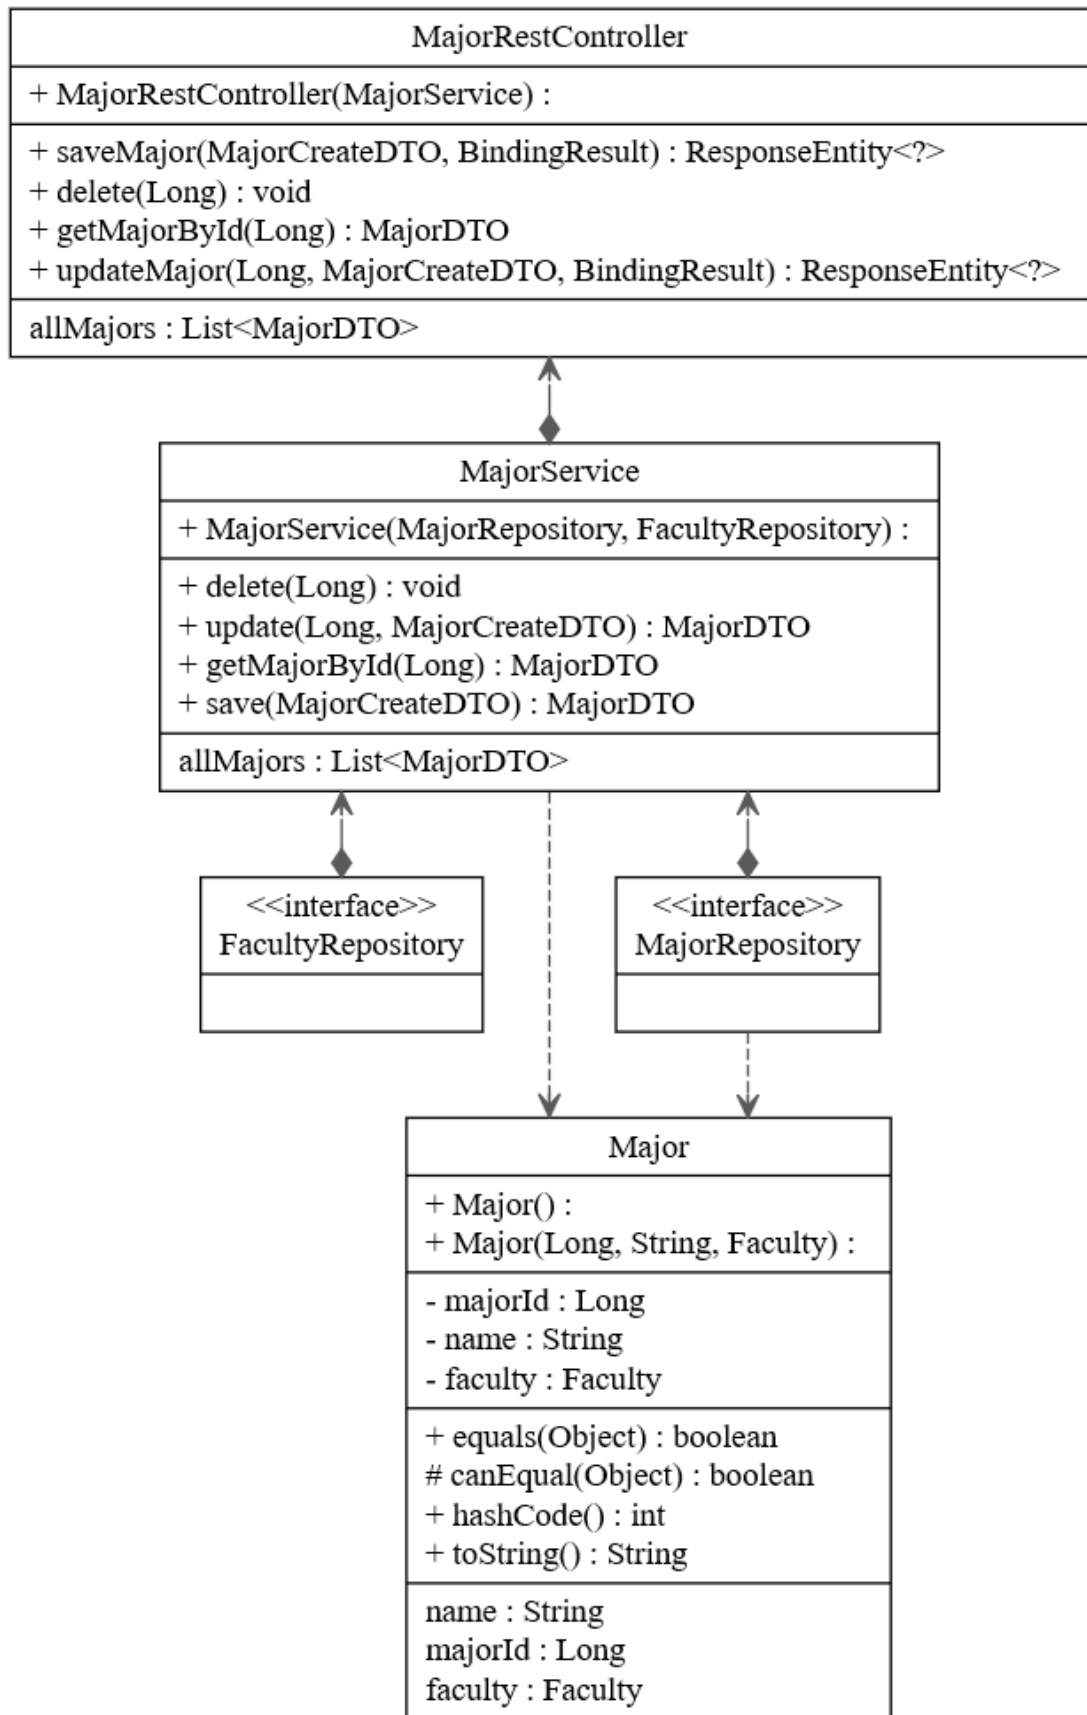 MajorRestController
+ MajorRestController(MajorService) :
+ saveMajor(MajorCreateDTO, BindingResult) : ResponseEntity<?>
+ delete(Long) : void
+ getMajorById(Long) : MajorDTO
+ updateMajor(Long, MajorCreateDTO, BindingResult) : ResponseEntity<?>
allMajors : List<MajorDTO>
MajorService
+ MajorService(MajorRepository, FacultyRepository) :
+ delete(Long) : void
+ update(Long, MajorCreateDTO) : MajorDTO
+ getMajorById(Long) : MajorDTO
+ save(MajorCreateDTO) : MajorDTO
allMajors : List<MajorDTO>
<<interface>>
FacultyRepository
<<interface>>
MajorRepository
Major
+ Major() :
+ Major(Long, String, Faculty) :
- majorId : Long
- name : String
- faculty : Faculty
+ equals(Object) : boolean
# canEqual(Object) : boolean
+ hashCode() : int
+ toString() : String
name : String
majorId : Long
faculty : Faculty